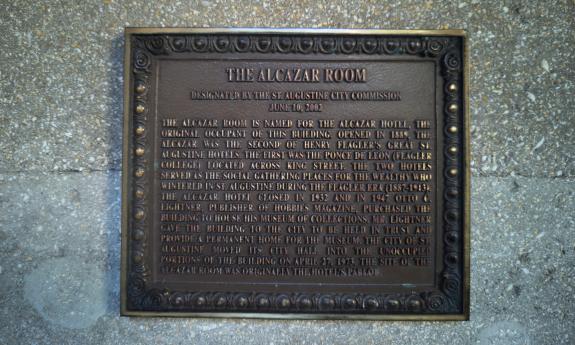 THE ALCAZAR ROOM
DESIGNATED BY THE ST. AUGUSTINE CITY COMMISSION
JUNE 10, 2002
THE ALCAZAR ROOM IS NAMED FOR THE ALCAZAR HOTEL, THE
ORIGINAL OCCUPANT OF THIS BUILDING. OPENED IN 1889, THE
ALCAZAR WAS THE SECOND OF HENRY FLAGLER'S GREAT ST.
AUGUSTINE HOTELS. THE FIRST WAS THE PONCE DE LEON (FLAGLER
COLLEGE) LOCATED ACROSS KING STREET. THE TWO HOTELS
SERVED AS THE SOCIAL GATHERING PLACES FOR THE WEALTHY WHO
WINTERED IN ST. AUGUSTINE DURING THE FLAGLER ERA (1887-1913).
THE ALCAZAR HOTEL CLOSED IN 1932 AND IN 1947 OTTO C.
LIGHTNER, PUBLISHER OF HOBBIES MAGAZINE, PURCHASED THE
BUILDING TO HOUSE HIS MUSEUM OF COLLECTIONS. MR. LIGHTNER
GAVE THE BUILDING TO THE CITY TO BE HELD IN TRUST AND
PROVIDE A PERMANENT HOME FOR THE MUSEUM. THE CITY OF ST.
AUGUSTINE MOVED ITS CITY HALL INTO THE UNOCCUPIED
PORTIONS OF THE BUILDING ON APRIL 27, 1973. THE SITE OF THE
ALCAZAR ROOM WAS ORIGINALLY THE HOTEL'S PARLOR.